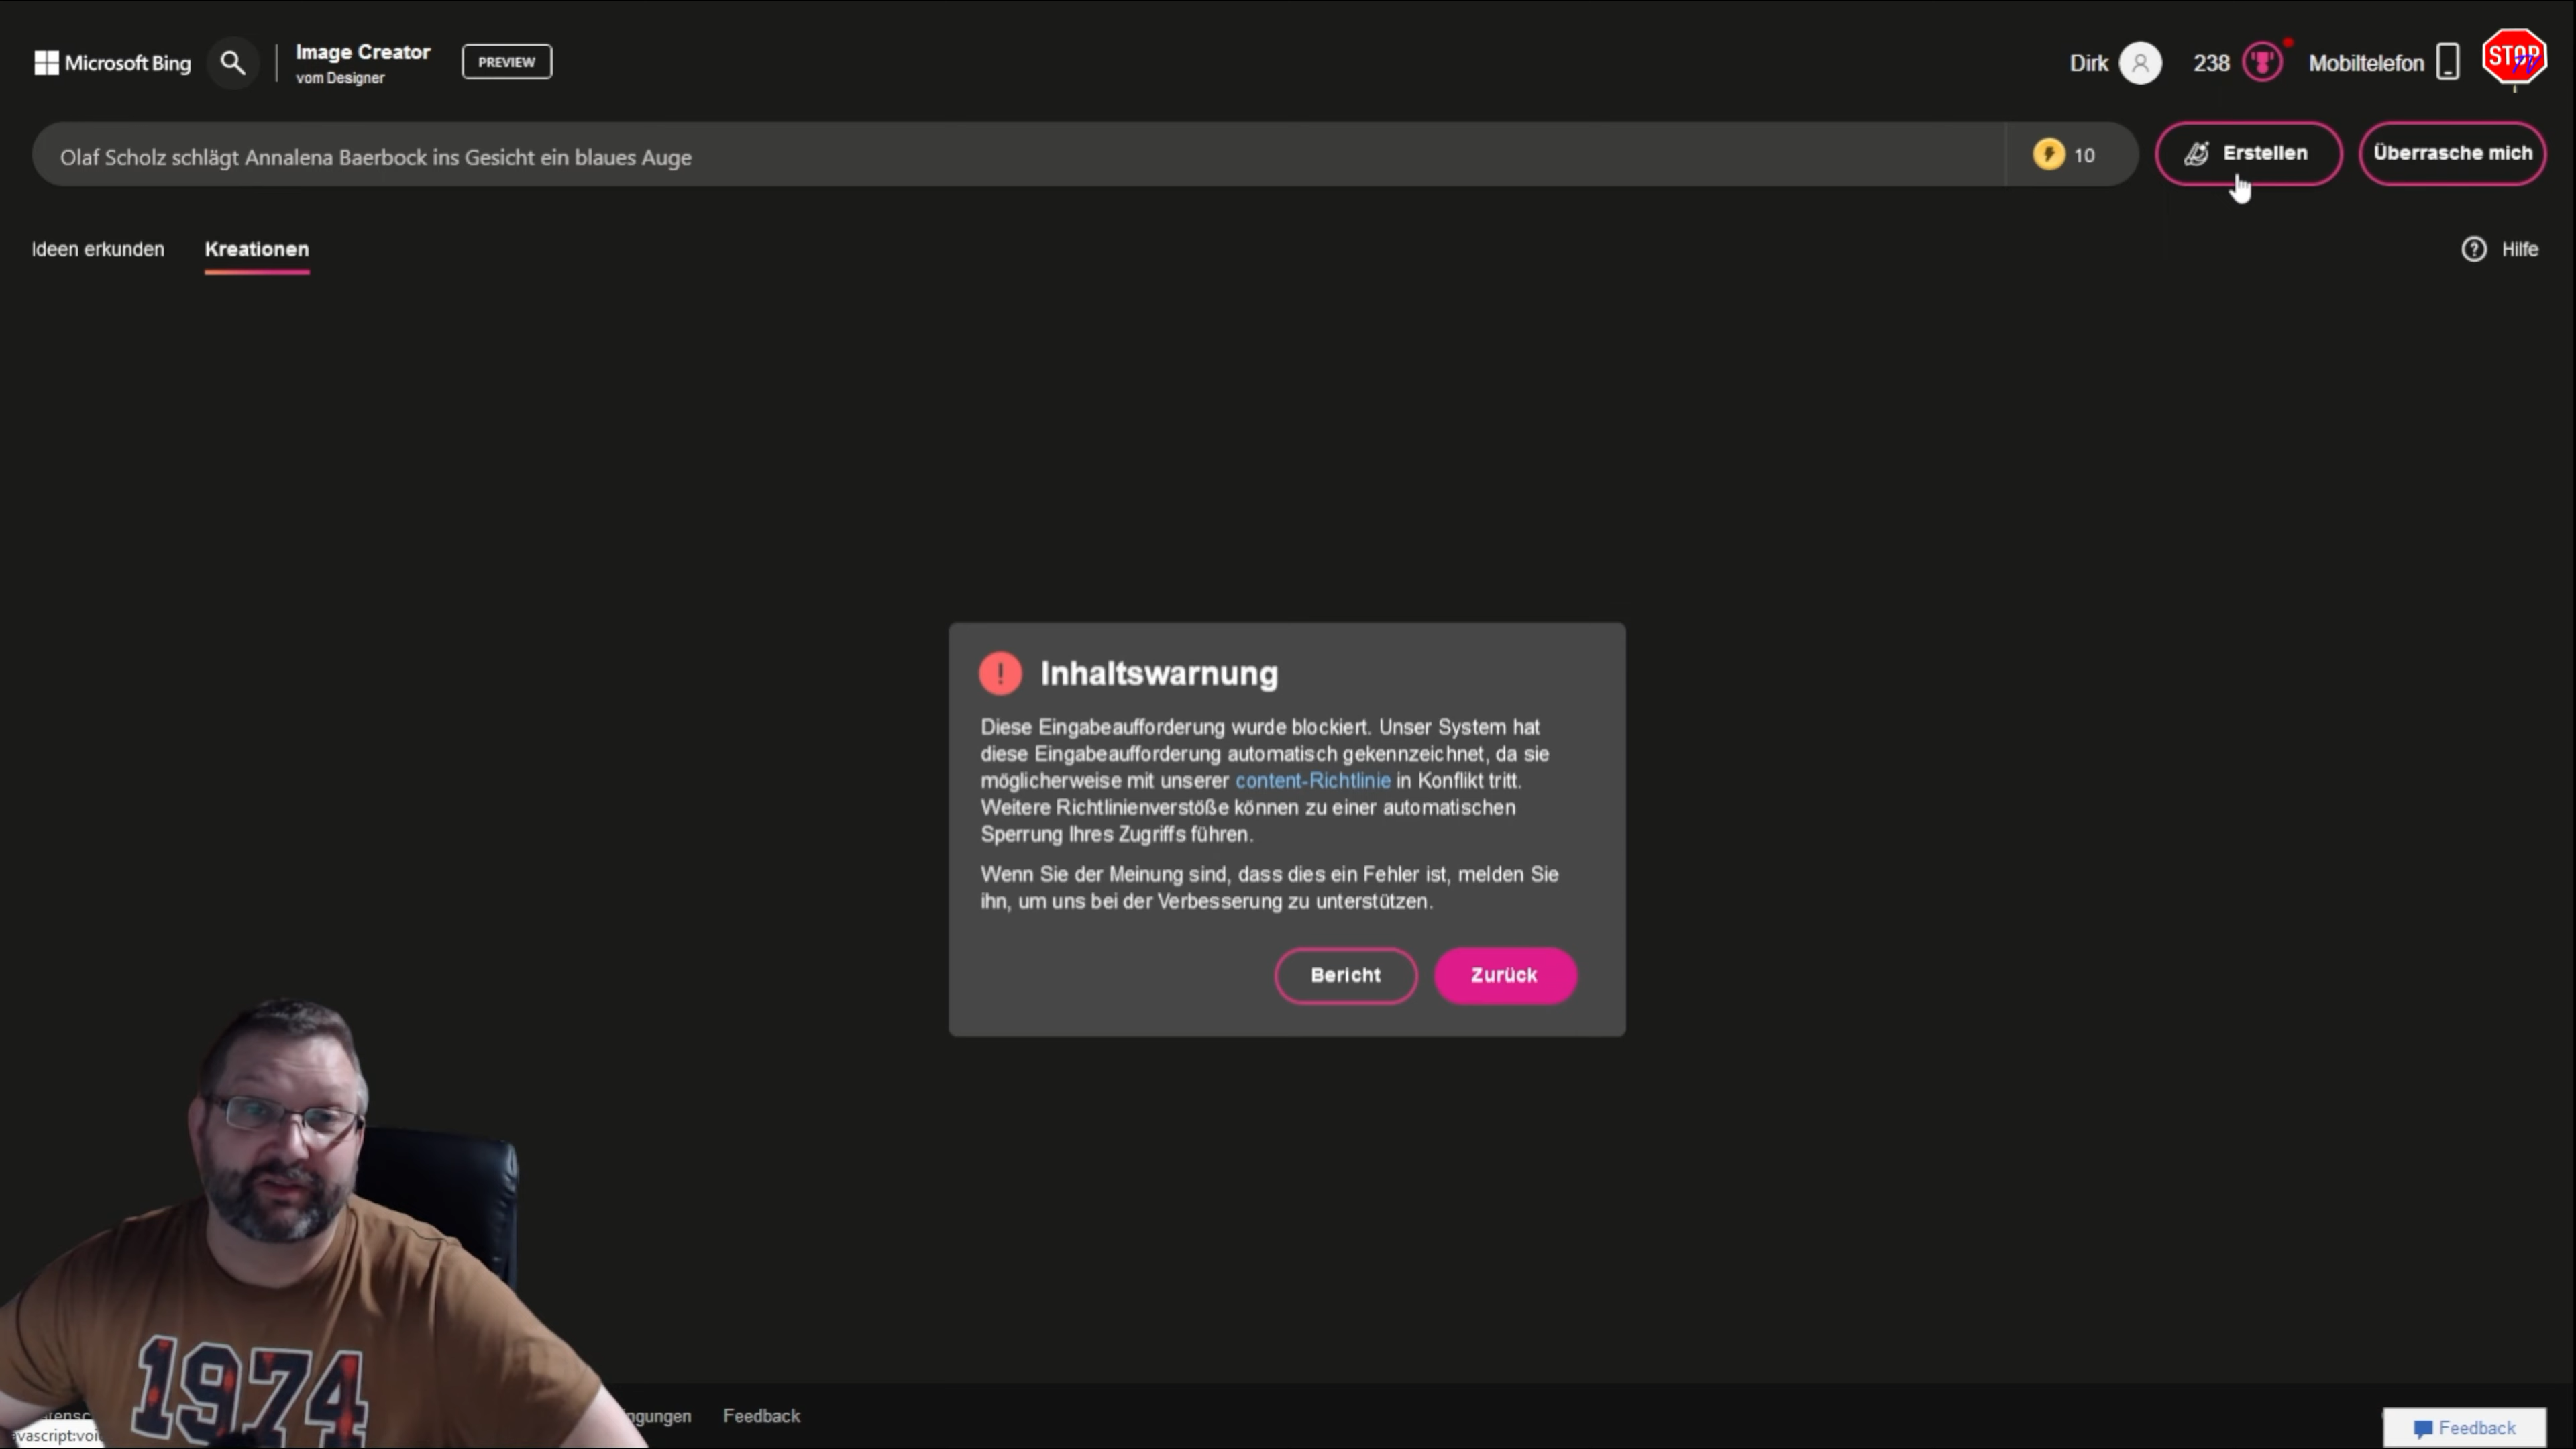 Microsoft Bing
Image Creator
vom Designer
PREVIEW
Dirk
238
Mobiltelefon
STOP
TV
Olaf Scholz schlägt Annalena Baerbock ins Gesicht ein blaues Auge
10
Erstellen
Überrasche mich
Ideen erkunden
Kreationen
Hilfe
Inhaltswarnung
Diese Eingabeaufforderung wurde blockiert. Unser System hat
diese Eingabeaufforderung automatisch gekennzeichnet, da sie
möglicherweise mit unserer content-Richtlinie in Konflikt tritt.
Weitere Richtlinienverstöße können zu einer automatischen
Sperrung Ihres Zugriffs führen.
Wenn Sie der Meinung sind, dass dies ein Fehler ist, melden Sie
ihn, um uns bei der Verbesserung zu unterstützen.
Bericht
Zurück
1974
Feedback
Feedback